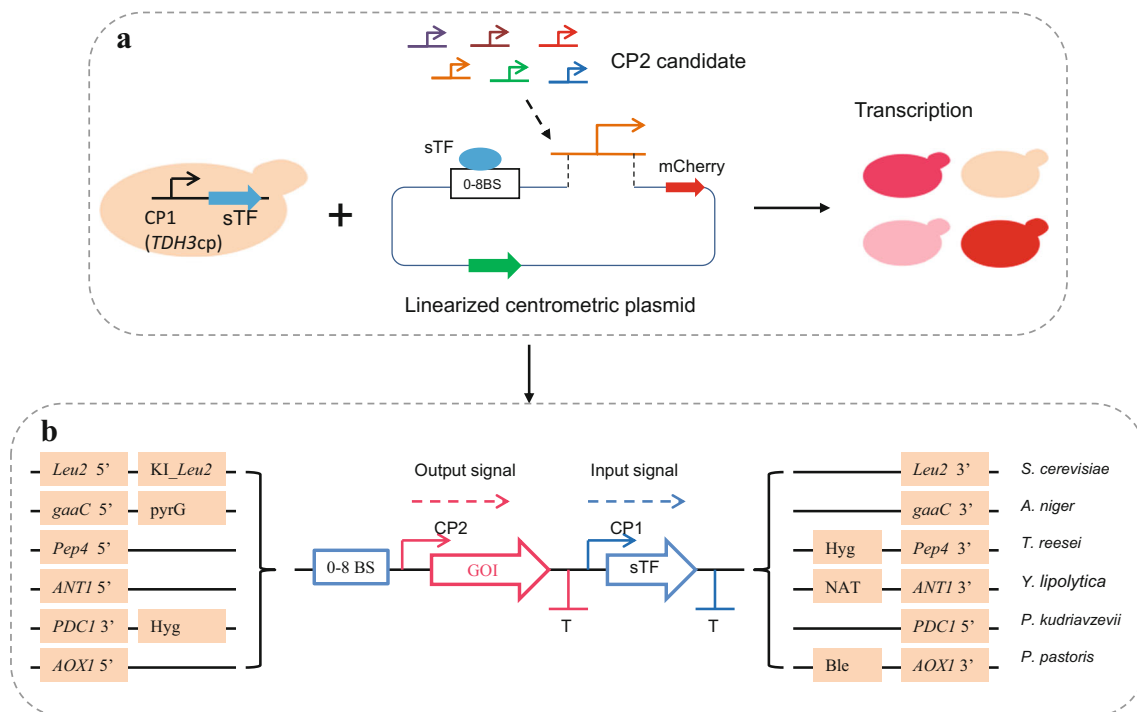 a
CP2 candidate
Transcription
sTF
0-8BS
mCherry
CP1
sTF
(TDH3cp)
+
Linearized centrometric plasmid
b
Leu2 5’ KI_Leu2
gaaC 5’ pyrG
Pep4 5’
ANT1 5’
PDC1 3’ Hyg
AOX1 5’
Output signal
Input signal
CP2
CP1
0-8 BS
GOI
sTF
T
T
Leu2 3’ S. cerevisiae
gaaC 3’ A. niger
Hyg Pep4 3’ T. reesei
NAT ANT1 3’ Y. lipolytica
PDC1 5’ P. kudriavzevii
Ble AOX1 3’ P. pastoris